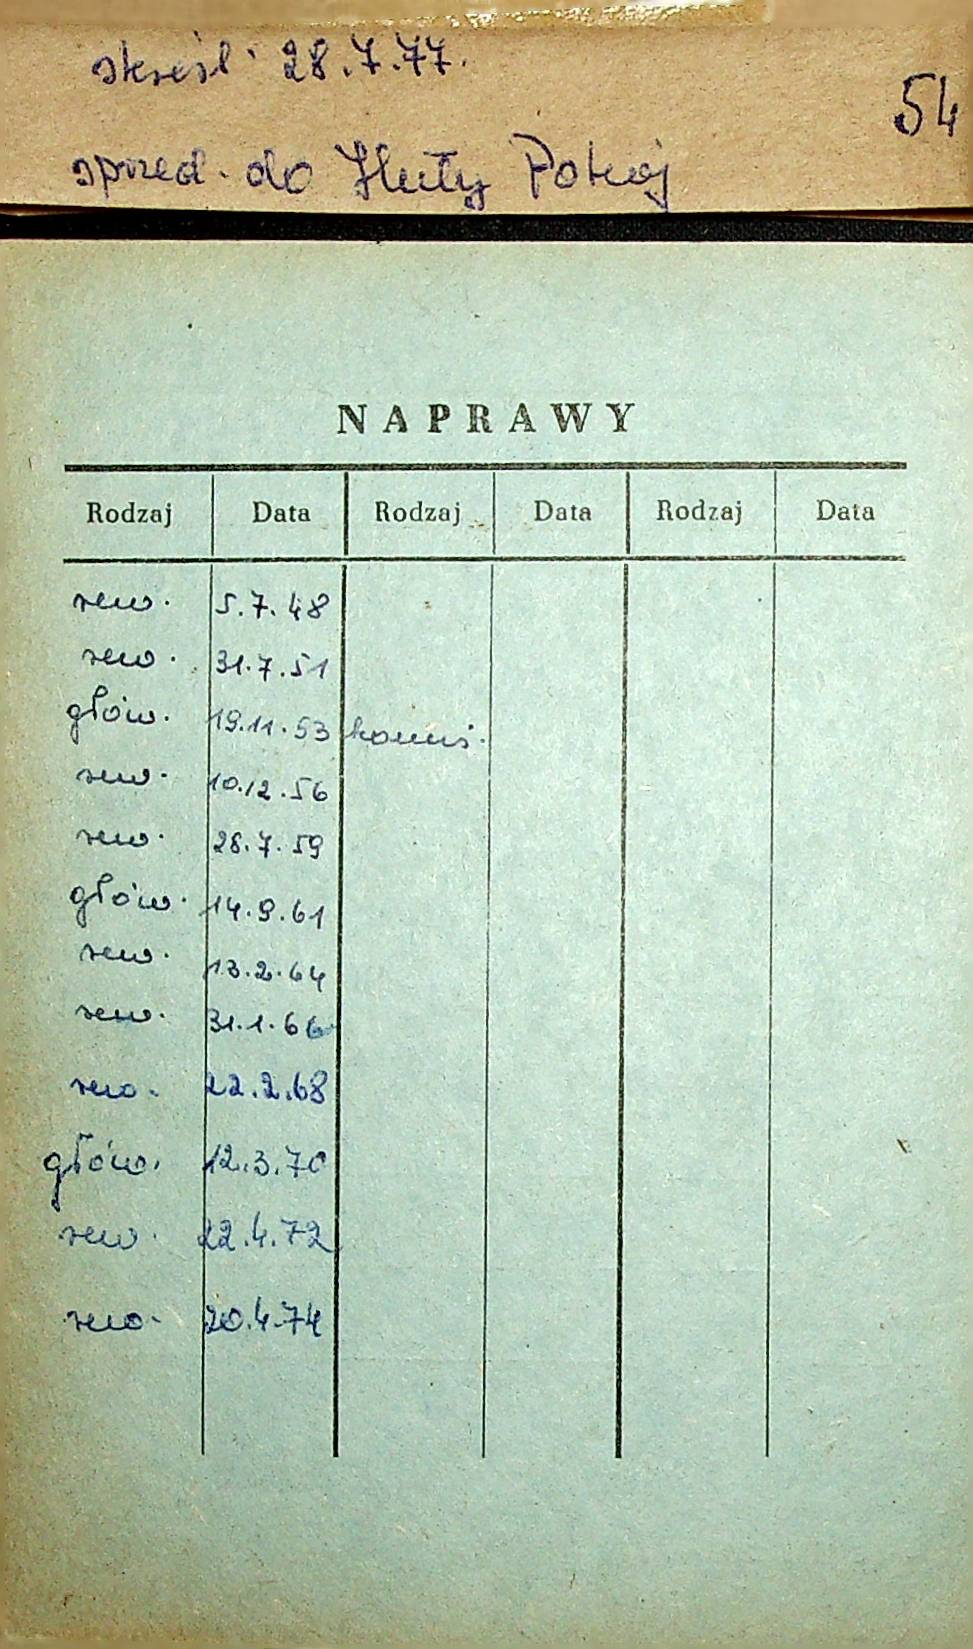 skreśl. 28.7.77.
54
sprzed. do Huty Pokój
NAPRAWY
Rodzaj Data Rodzaj Data Rodzaj Data
rew. 5.7.48
rew. 31.7.51
głów. 19.11.53 komis.
rew. 10.12.56
rew. 28.7.59
głów. 14.9.61
rew. 13.2.64
rew. 31.1.66
rew. 22.2.68
głów. 12.3.70
rew. 22.4.72
rew. 20.4.74